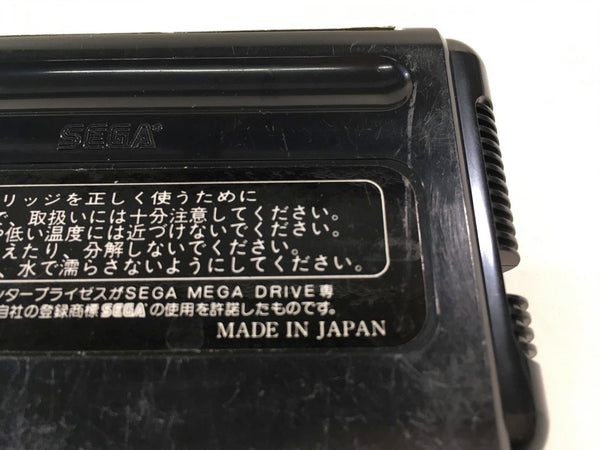 SEGA®
リッジを正しく使うために
で、取扱いには十分注意してください。
低い温度には近づけないでください。
えたり、分解しないでください。
、水で濡らさないようにしてください。
タープライゼスがSEGA MEGA DRIVE専
自社の登録商標SEGAの使用を許諾したものです。
MADE IN JAPAN